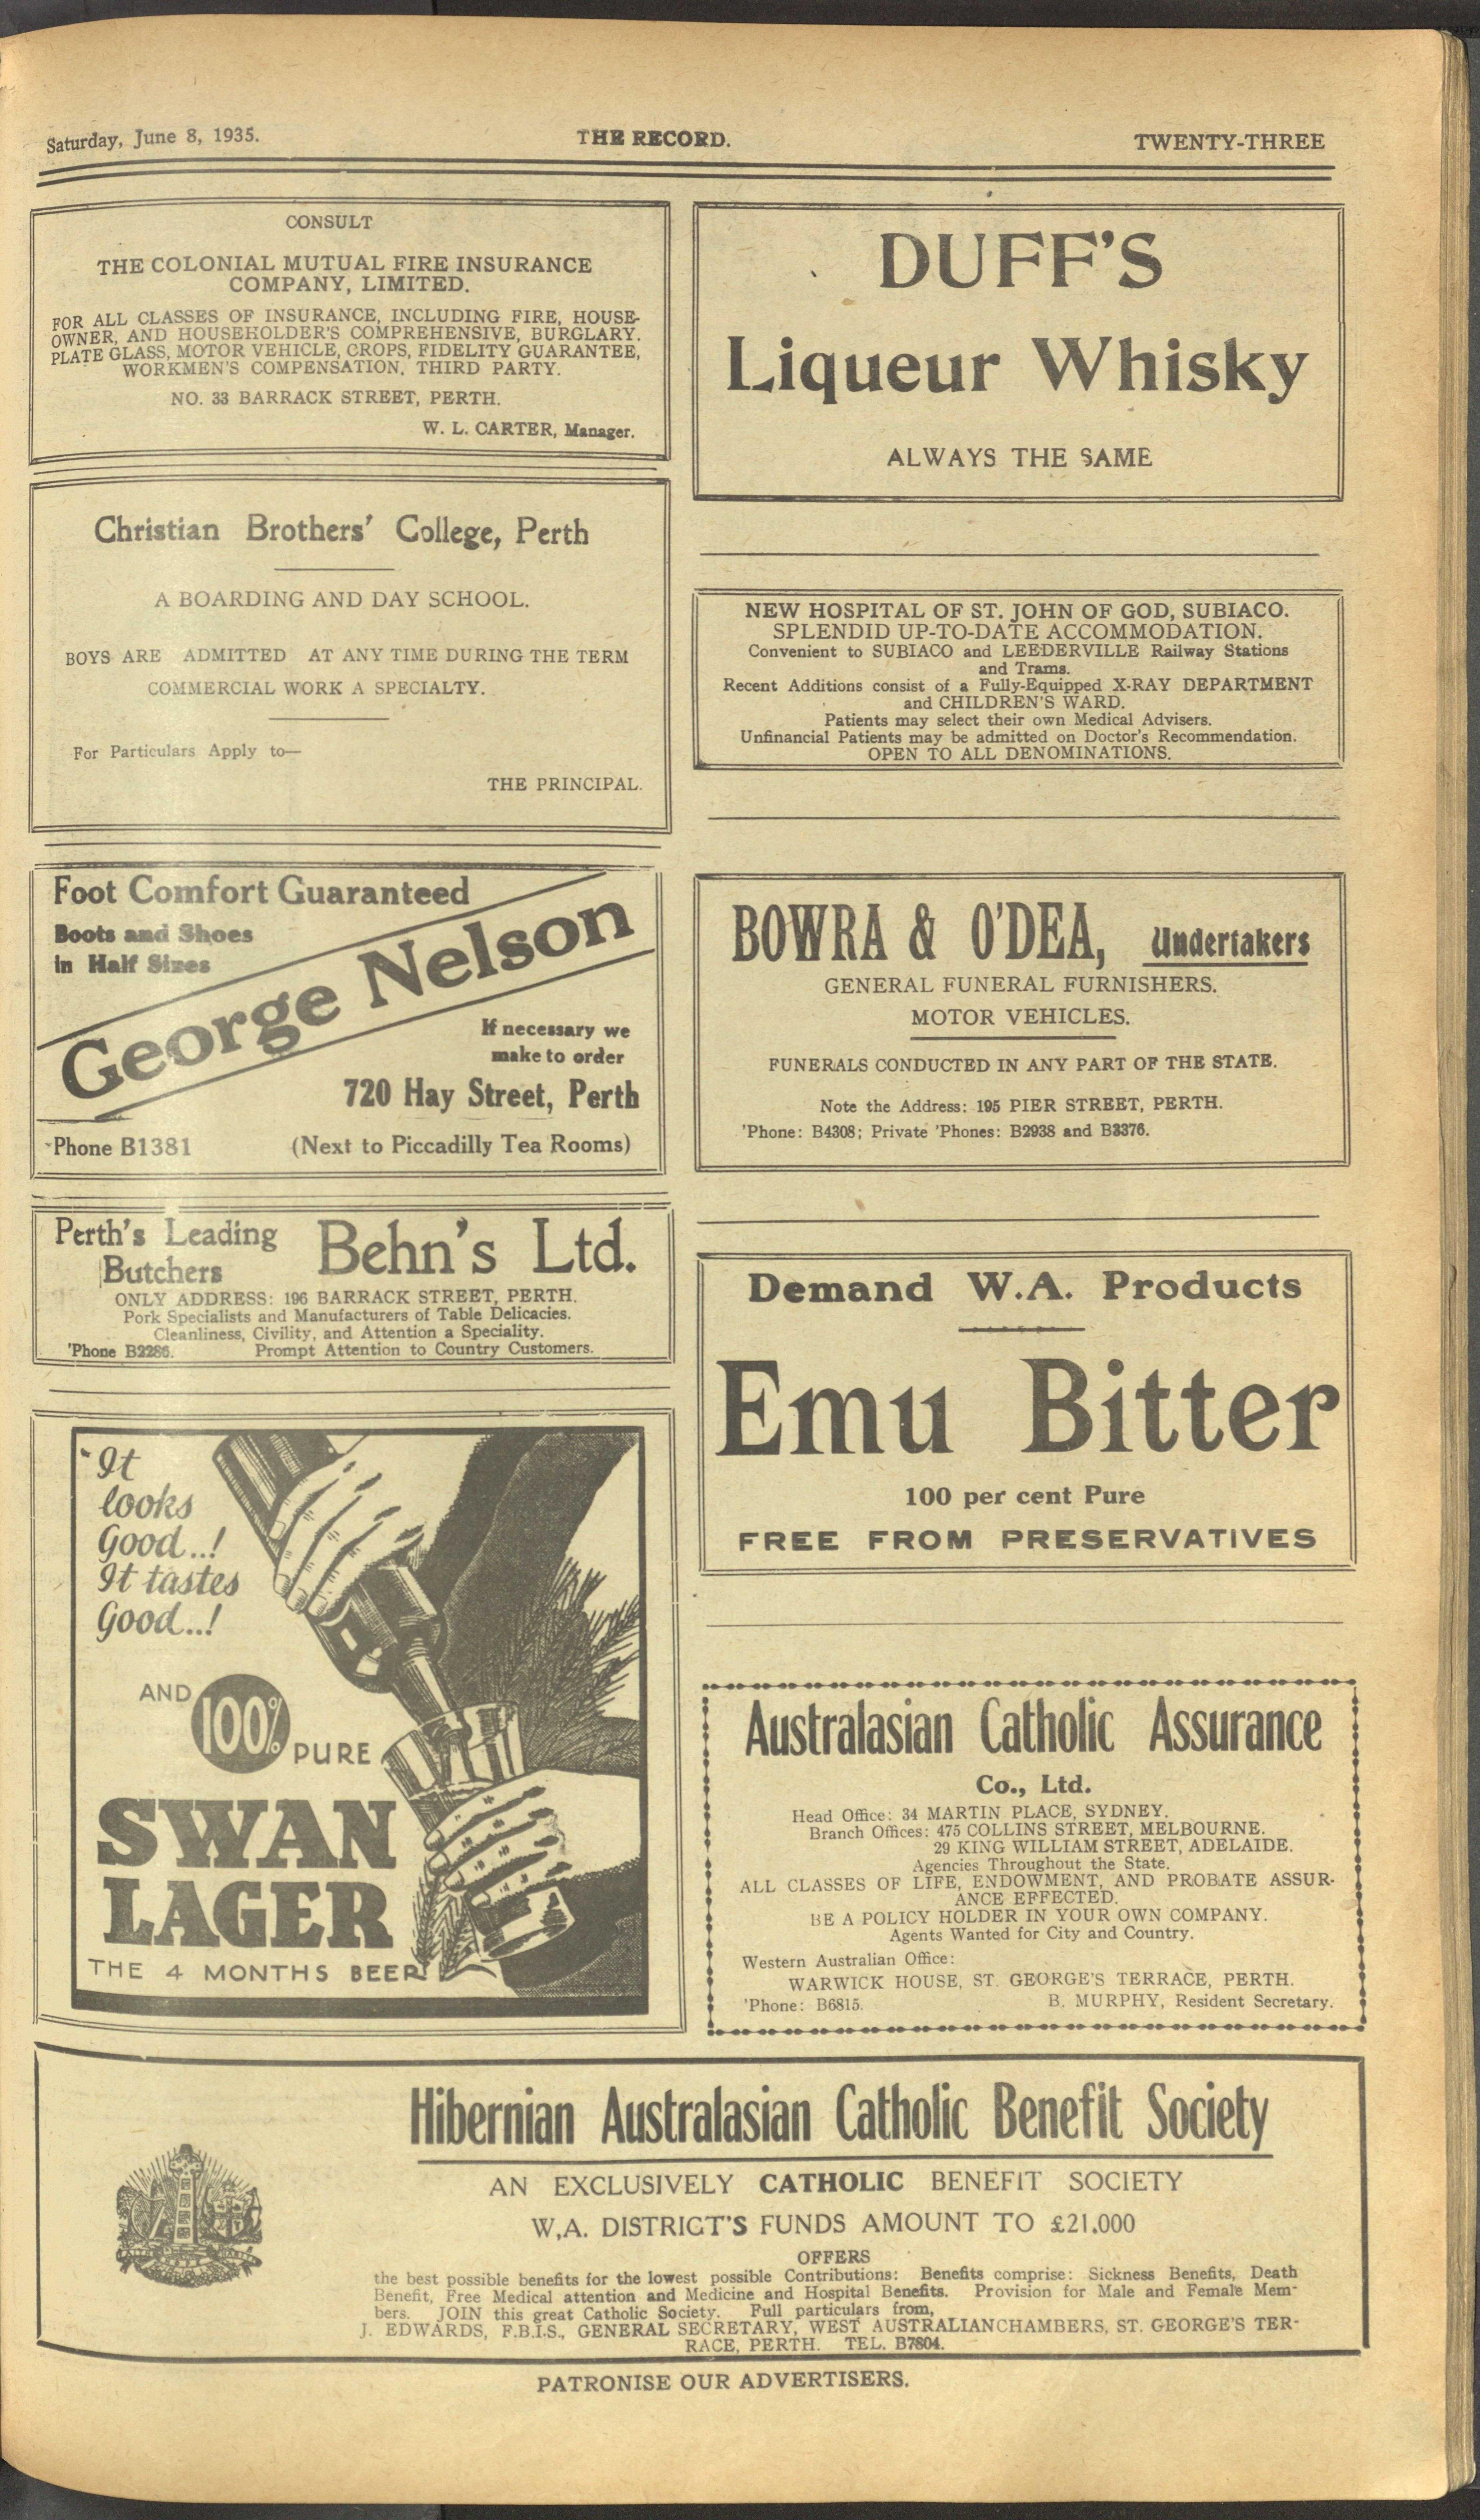 Saturday, June 8, 1935.
THE RECORD.
TWENTY-THREE
CONSULT
THE COLONIAL MUTUAL FIRE INSURANCE
COMPANY, LIMITED.
FOR ALL CLASSES OF INSURANCE, INCLUDING FIRE, HOUSE-
OWNER, AND HOUSEHOLDER'S COMPREHENSIVE, BURGLARY.
PLATE GLASS, MOTOR VEHICLE, CROPS, FIDELITY GUARANTEE,
WORKMEN'S COMPENSATION, THIRD PARTY.
NO. 33 BARRACK STREET, PERTH.
W. L. CARTER, Manager.
Christian Brothers' College, Perth
A BOARDING AND DAY SCHOOL.
BOYS ARE ADMITTED AT ANY TIME DURING THE TERM
COMMERCIAL WORK A SPECIALTY.
For Particulars Apply to—
THE PRINCIPAL.
Foot Comfort Guaranteed
Boots and Shoes
in Half Sizes
George Nelson
If necessary we
make to order
720 Hay Street, Perth
'Phone B1381 (Next to Piccadilly Tea Rooms)
Perth's Leading
Butchers
Behn's Ltd.
ONLY ADDRESS: 196 BARRACK STREET, PERTH.
Pork Specialists and Manufacturers of Table Delicacies.
Cleanliness, Civility, and Attention a Speciality.
'Phone B2286. Prompt Attention to Country Customers.
"It
looks
Good..!
It tastes
Good..!
AND
100%
PURE
SWAN
LAGER
THE 4 MONTHS BEER
DUFF'S
Liqueur Whisky
ALWAYS THE SAME
NEW HOSPITAL OF ST. JOHN OF GOD, SUBIACO.
SPLENDID UP-TO-DATE ACCOMMODATION.
Convenient to SUBIACO and LEEDERVILLE Railway Stations
and Trams.
Recent Additions consist of a Fully-Equipped X-RAY DEPARTMENT
and CHILDREN'S WARD.
Patients may select their own Medical Advisers.
Unfinancial Patients may be admitted on Doctor's Recommendation.
OPEN TO ALL DENOMINATIONS.
BOWRA & O'DEA, Undertakers
GENERAL FUNERAL FURNISHERS.
MOTOR VEHICLES.
FUNERALS CONDUCTED IN ANY PART OF THE STATE.
Note the Address: 195 PIER STREET, PERTH.
'Phone: B4308; Private 'Phones: B2938 and B3376.
Demand W.A. Products
Emu Bitter
100 per cent Pure
FREE FROM PRESERVATIVES
Australasian Catholic Assurance
Co., Ltd.
Head Office: 34 MARTIN PLACE, SYDNEY.
Branch Offices: 475 COLLINS STREET, MELBOURNE.
29 KING WILLIAM STREET, ADELAIDE.
Agencies Throughout the State.
ALL CLASSES OF LIFE, ENDOWMENT, AND PROBATE ASSUR-
ANCE EFFECTED.
BE A POLICY HOLDER IN YOUR OWN COMPANY.
Agents Wanted for City and Country.
Western Australian Office:
WARWICK HOUSE, ST. GEORGE'S TERRACE, PERTH.
'Phone: B6815. B. MURPHY, Resident Secretary.
Hibernian Australasian Catholic Benefit Society
AN EXCLUSIVELY CATHOLIC BENEFIT SOCIETY
W.A. DISTRICT'S FUNDS AMOUNT TO £21,000
OFFERS
the best possible benefits for the lowest possible Contributions: Benefits comprise: Sickness Benefits, Death
Benefit, Free Medical attention and Medicine and Hospital Benefits. Provision for Male and Female Mem-
bers. JOIN this great Catholic Society. Full particulars from,
J. EDWARDS, F.B.I.S., GENERAL SECRETARY, WEST AUSTRALIANCHAMBERS, ST. GEORGE'S TER-
RACE, PERTH. TEL. B7804.
PATRONISE OUR ADVERTISERS.